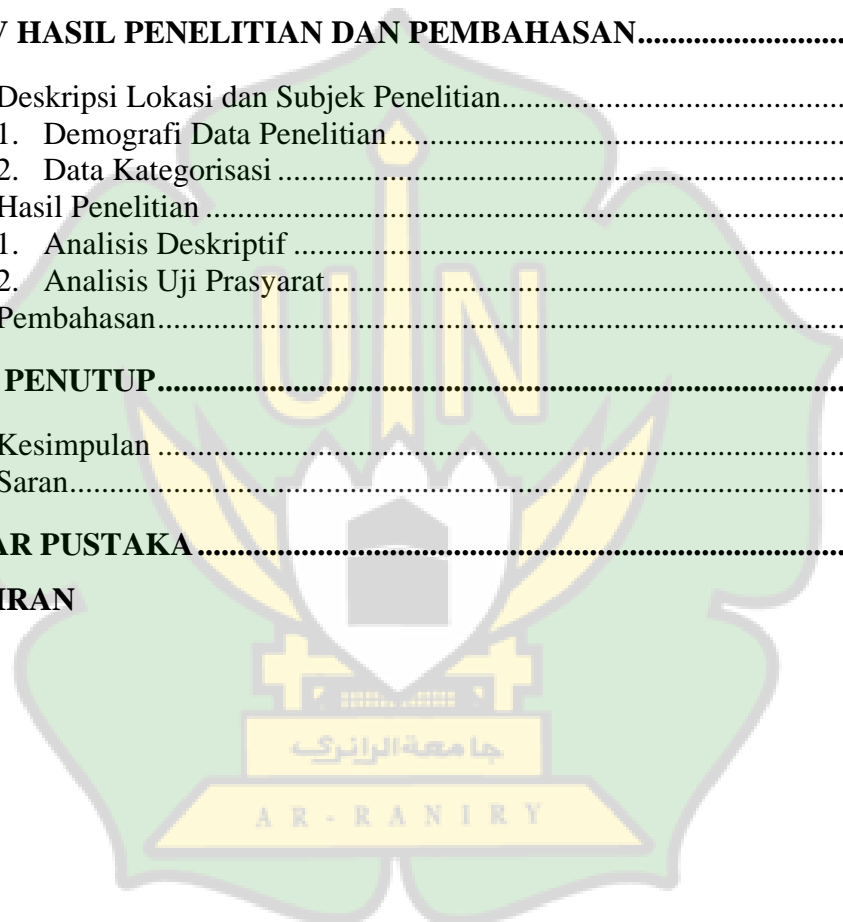 V HASIL PENELITIAN DAN PEMBAHASAN..........................
Deskripsi Lokasi dan Subjek Penelitian...........................................
1. Demografi Data Penelitian.........................................................
2. Data Kategorisasi.......................................................................
Hasil Penelitian................................................................................
1. Analisis Deskriptif.....................................................................
2. Analisis Uji Prasyarat.................................................................
Pembahasan......................................................................................
PENUTUP.....................................................................................
Kesimpulan......................................................................................
Saran.................................................................................................
AR PUSTAKA.................................................................................
IRAN
UIN
جامعة الرانري
AR-RANIRY